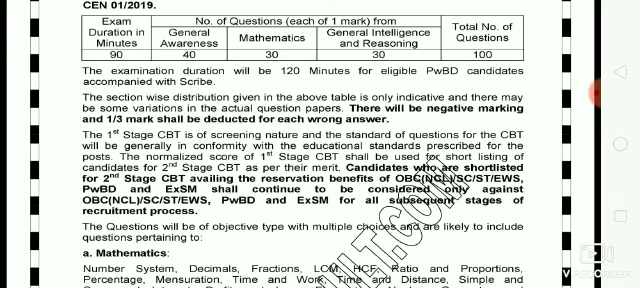 CEN 01/2019.
Exam Duration in Minutes | No. of Questions (each of 1 mark) from | Total No. of Questions
General Awareness | Mathematics | General Intelligence and Reasoning
90 | 40 | 30 | 30 | 100
The examination duration will be 120 Minutes for eligible PwBD candidates
accompanied with Scribe.
The section wise distribution given in the above table is only indicative and there may
be some variations in the actual question papers. There will be negative marking
and 1/3 mark shall be deducted for each wrong answer.
The 1st Stage CBT is of screening nature and the standard of questions for the CBT
will be generally in conformity with the educational standards prescribed for the
posts. The normalized score of 1st Stage CBT shall be used for short listing of
candidates for 2nd Stage CBT as per their merit. Candidates who are shortlisted
for 2nd Stage CBT availing the reservation benefits of OBC(NCL)/SC/ST/EWS,
PwBD and ExSM shall continue to be considered only against
OBC(NCL)/SC/ST/EWS, PwBD and ExSM for all subsequent stages of
recruitment process.
The Questions will be of objective type with multiple choices and are likely to include
questions pertaining to:
a. Mathematics:
Number System, Decimals, Fractions, LCM, HCF, Ratio and Proportions,
Percentage, Mensuration, Time and Work, Time and Distance, Simple and